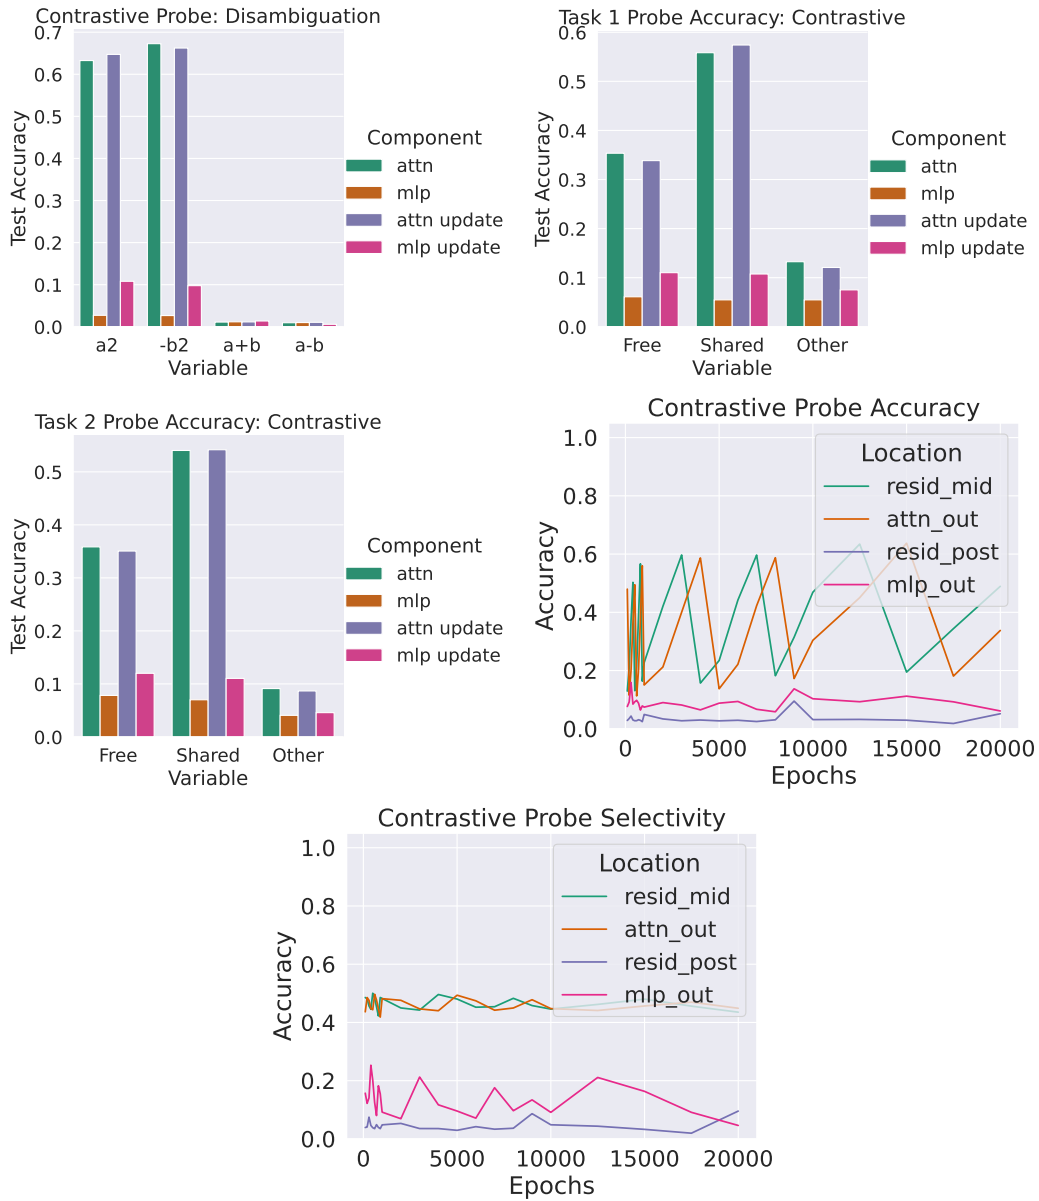 Contrastive Probe: Disambiguation
0.7
0.6
0.5
0.4
0.3
0.2
0.1
0.0
Test Accuracy
a2 -b2 a+b a-b
Variable
Component
attn
mlp
attn update
mlp update
Task 1 Probe Accuracy: Contrastive
0.6
0.5
0.4
0.3
0.2
0.1
0.0
Test Accuracy
Free Shared Other
Variable
Component
attn
mlp
attn update
mlp update
Task 2 Probe Accuracy: Contrastive
0.5
0.4
0.3
0.2
0.1
0.0
Test Accuracy
Free Shared Other
Variable
Component
attn
mlp
attn update
mlp update
Contrastive Probe Accuracy
1.0
0.8
0.6
0.4
0.2
0.0
Accuracy
Location
resid_mid
attn_out
resid_post
mlp_out
0 5000 10000 15000 20000
Epochs
Contrastive Probe Selectivity
1.0
0.8
0.6
0.4
0.2
0.0
Accuracy
Location
resid_mid
attn_out
resid_post
mlp_out
0 5000 10000 15000 20000
Epochs